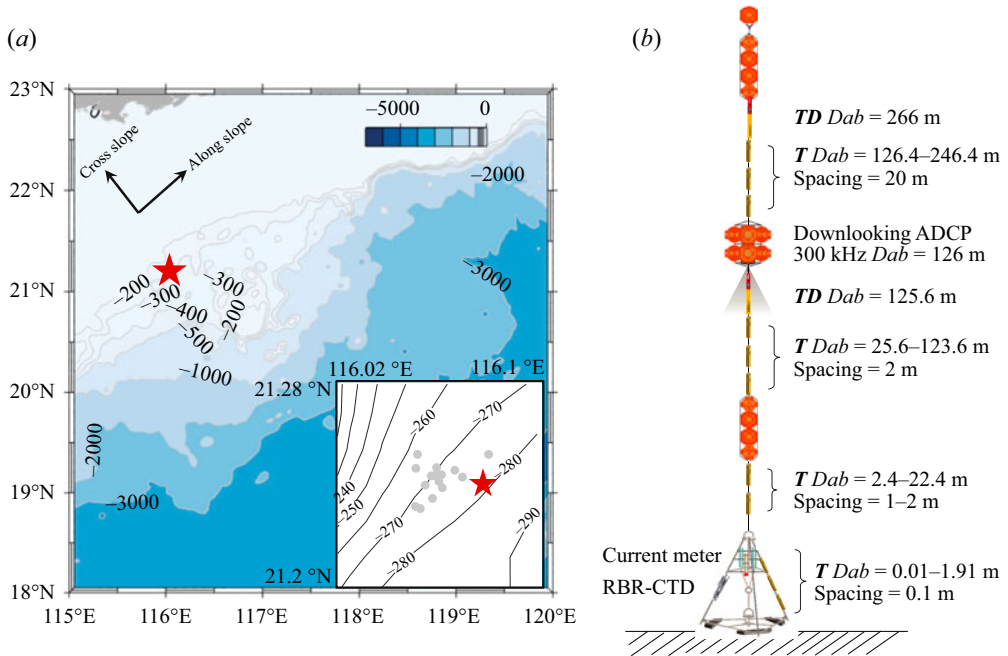 (a)
23°N
22°N
21°N
20°N
19°N
18°N
115°E
116°E
117°E
118°E
119°E
120°E
–5000
0
Cross slope
Along slope
–2000
–3000
–200
–300
–400
–500
–1000
–300
–200
–2000
–3000
116.02 °E
116.1 °E
21.28 °N
21.2 °N
–260
–270
–280
–240
–250
–270
–280
–290
(b)
TD Dab = 266 m
T Dab = 126.4–246.4 m
Spacing = 20 m
Downlooking ADCP
300 kHz Dab = 126 m
TD Dab = 125.6 m
T Dab = 25.6–123.6 m
Spacing = 2 m
T Dab = 2.4–22.4 m
Spacing = 1–2 m
Current meter
RBR-CTD
T Dab = 0.01–1.91 m
Spacing = 0.1 m